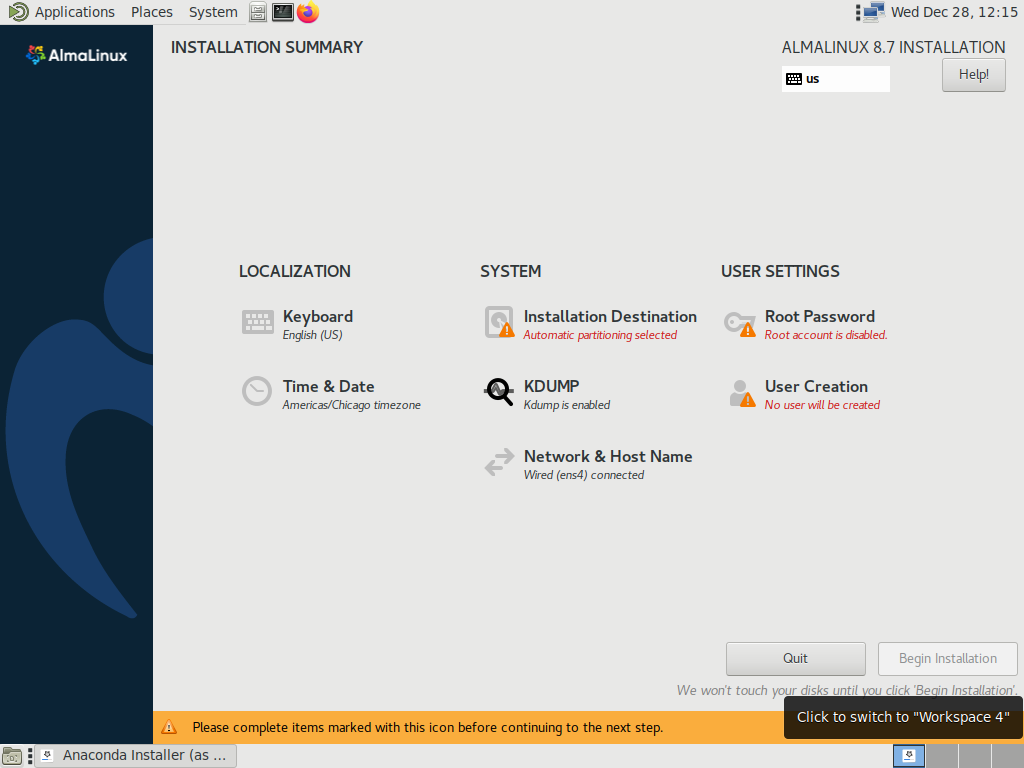 Applications Places System Wed Dec 28, 12:15
AlmaLinux
INSTALLATION SUMMARY
ALMALINUX 8.7 INSTALLATION
us
Help!
LOCALIZATION
Keyboard
English (US)
Time & Date
Americas/Chicago timezone
SYSTEM
Installation Destination
Automatic partitioning selected
KDUMP
Kdump is enabled
Network & Host Name
Wired (ens4) connected
USER SETTINGS
Root Password
Root account is disabled.
User Creation
No user will be created
Quit
Begin Installation
We won't touch your disks until you click 'Begin Installation'.
Please complete items marked with this icon before continuing to the next step.
Click to switch to "Workspace 4"
Anaconda Installer (as ...